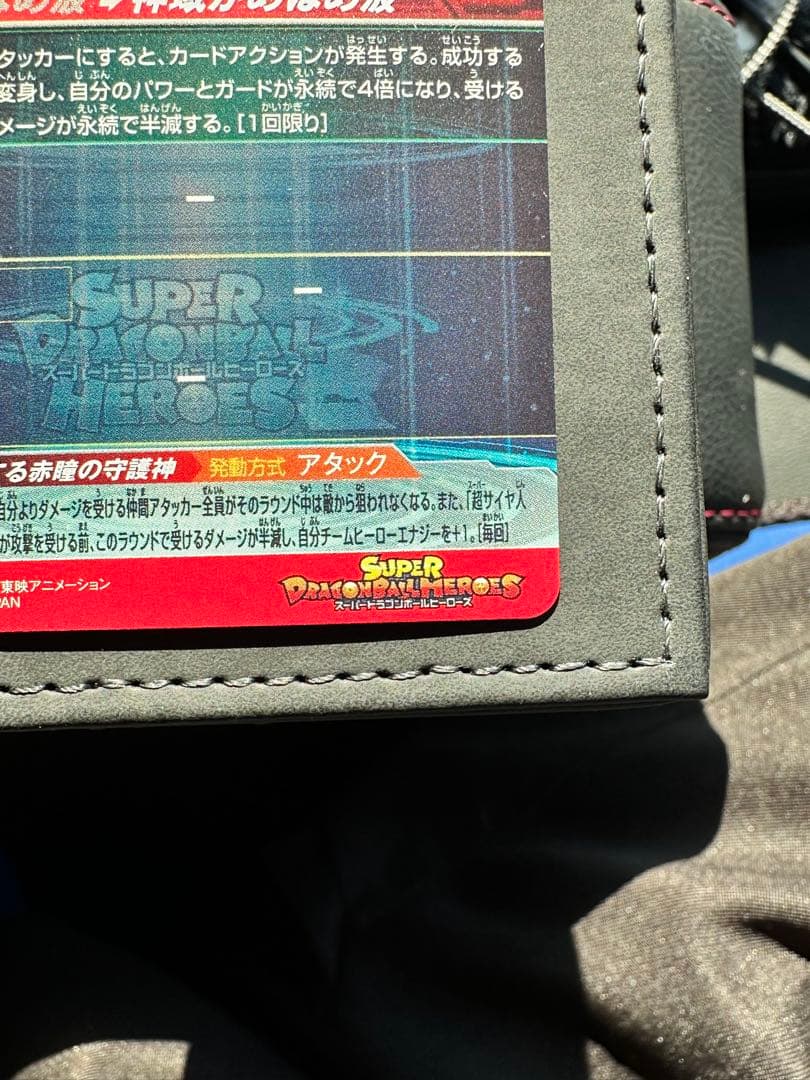 神域かめはめ波
タッカーにすると、カードアクションが発生する。成功する
変身し、自分のパワーとガードが永続で4倍になり、受ける
メージが永続で半減する。[1回限り]
SUPER
DRAGONBALL
スーパードラゴンボールヒーローズ
HEROES
する赤瞳の守護神 発動方式 アタック
自分よりダメージを受ける仲間アタッカー全員がそのラウンド中は敵から狙われなくなる。また、「超サイヤ人
が攻撃を受ける前、このラウンドで受けるダメージが半減し、自分チームヒーローエナジーを+1。[毎回]
東映アニメーション
PAN
SUPER
DRAGONBALL HEROES
スーパードラゴンボールヒーローズ